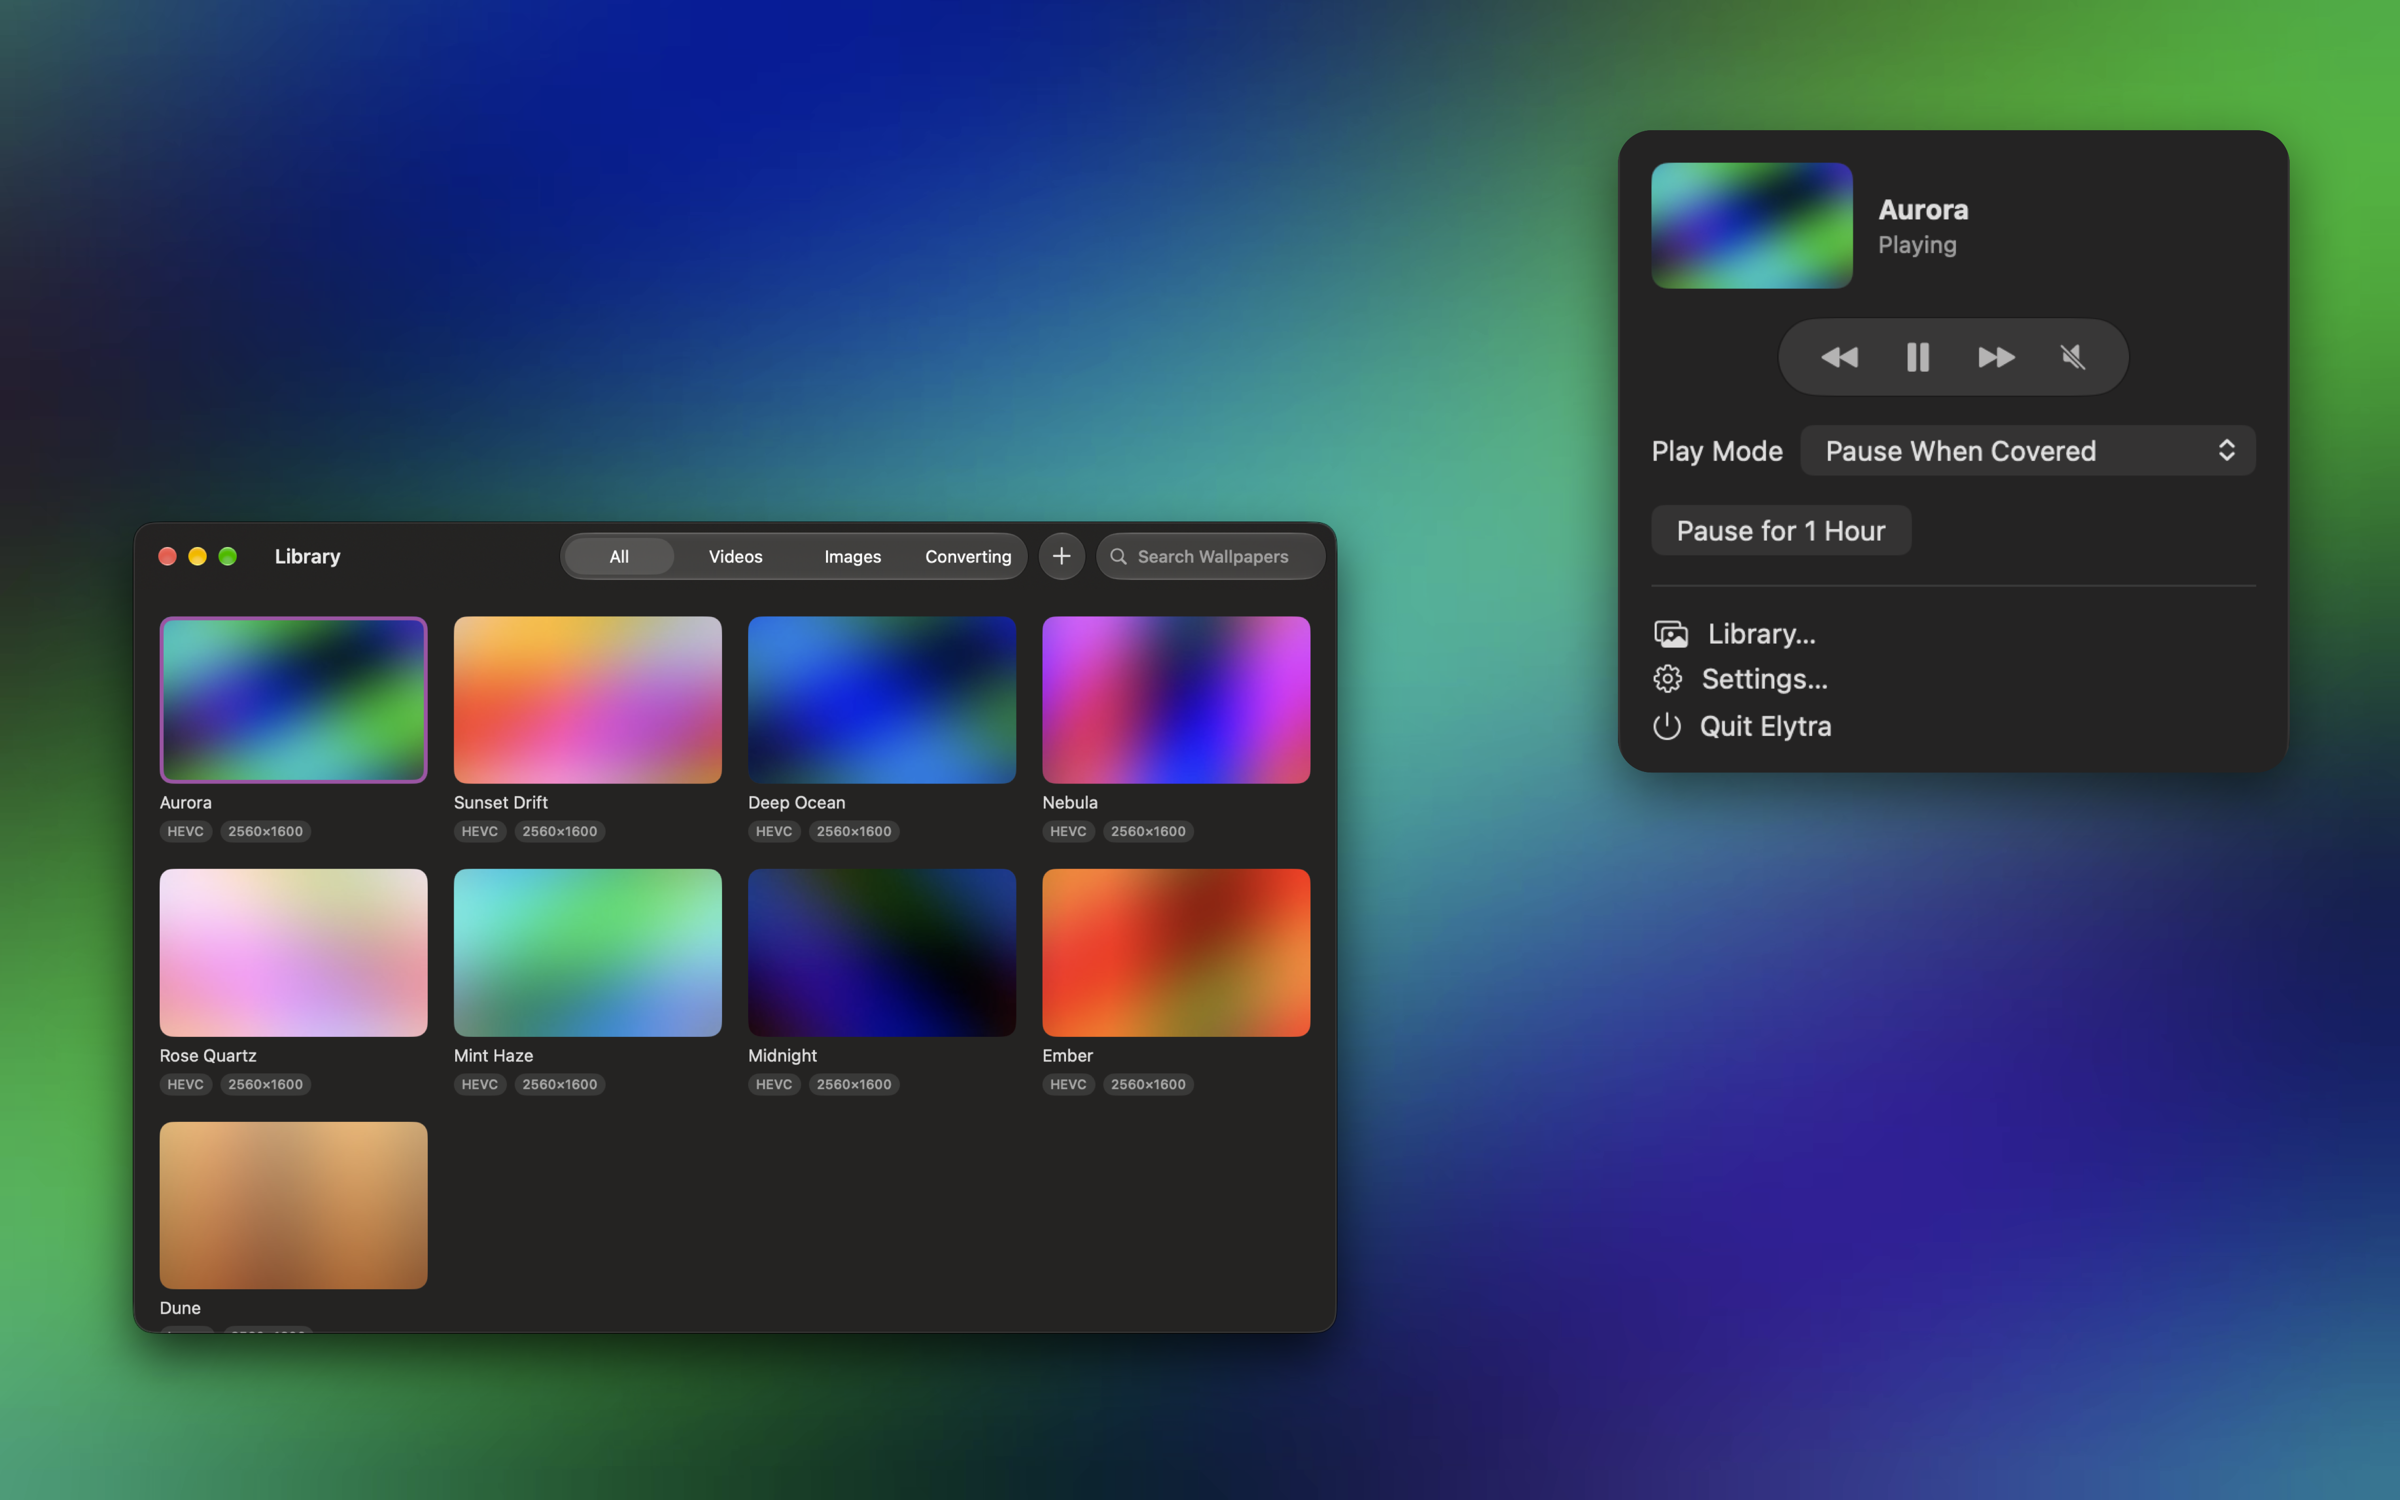 Aurora
Playing
Play Mode Pause When Covered
Pause for 1 Hour
Library...
Settings...
Quit Elytra
Library All Videos Images Converting Search Wallpapers
Aurora Sunset Drift Deep Ocean Nebula
HEVC 2560×1600 HEVC 2560×1600 HEVC 2560×1600 HEVC 2560×1600
Rose Quartz Mint Haze Midnight Ember
HEVC 2560×1600 HEVC 2560×1600 HEVC 2560×1600 HEVC 2560×1600
Dune